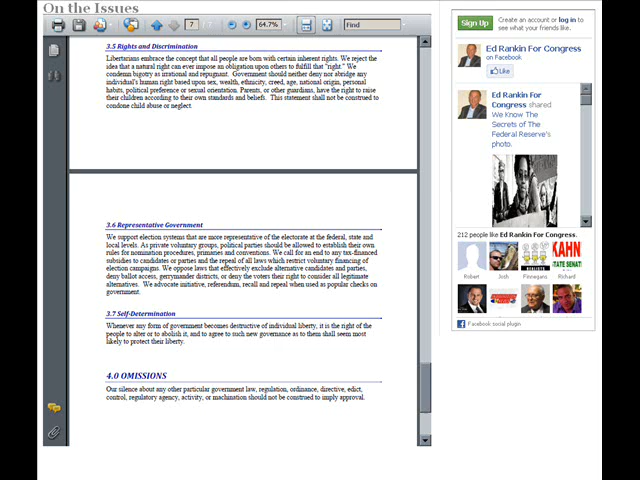 On the Issues
7 / 7
64.7%
Find
3.5 Rights and Discrimination
Libertarians embrace the concept that all people are born with certain inherent rights. We reject the
idea that a natural right can ever impose an obligation upon others to fulfill that "right." We
condemn bigotry as irrational and repugnant. Government should neither deny nor abridge any
individual's human right based upon sex, wealth, ethnicity, creed, age, national origin, personal
habits, political preference or sexual orientation. Parents, or other guardians, have the right to raise
their children according to their own standards and beliefs. This statement shall not be construed to
condone child abuse or neglect.
3.6 Representative Government
We support election systems that are more representative of the electorate at the federal, state and
local levels. As private voluntary groups, political parties should be allowed to establish their own
rules for nomination procedures, primaries and conventions. We call for an end to any tax-financed
subsidies to candidates or parties and the repeal of all laws which restrict voluntary financing of
election campaigns. We oppose laws that effectively exclude alternative candidates and parties,
deny ballot access, gerrymander districts, or deny the voters their right to consider all legitimate
alternatives. We advocate initiative, referendum, recall and repeal when used as popular checks on
government.
3.7 Self-Determination
Whenever any form of government becomes destructive of individual liberty, it is the right of the
people to alter or to abolish it, and to agree to such new governance as to them shall seem most
likely to protect their liberty.
4.0 OMISSIONS
Our silence about any other particular government law, regulation, ordinance, directive, edict,
control, regulatory agency, activity, or machination should not be construed to imply approval.
Sign Up
Create an account or log in to
see what your friends like.
Ed Rankin For Congress
on Facebook
Like
Ed Rankin For
Congress shared
We Know The
Secrets of The
Federal Reserve's
photo.
212 people like Ed Rankin For Congress.
KAHN
STATE SENAT
Robert
Josh
Finnegans
Richard
Facebook social plugin